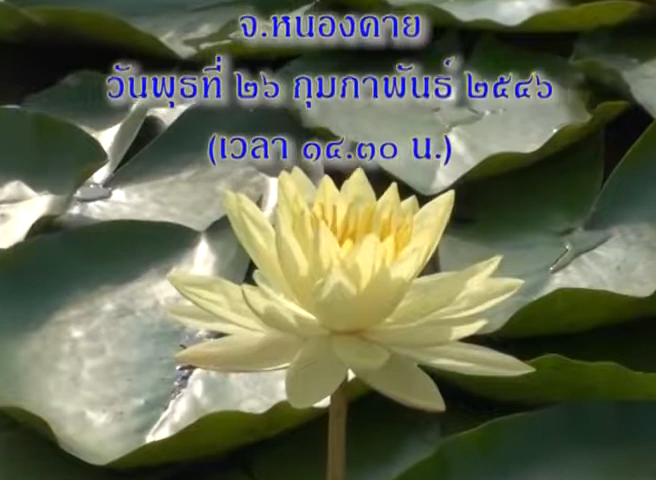 จ.หนองคาย
วันพุธที่ ๒๖ กุมภาพันธ์ ๒๕๔๖
(เวลา ๑๔.๓๐ น.)